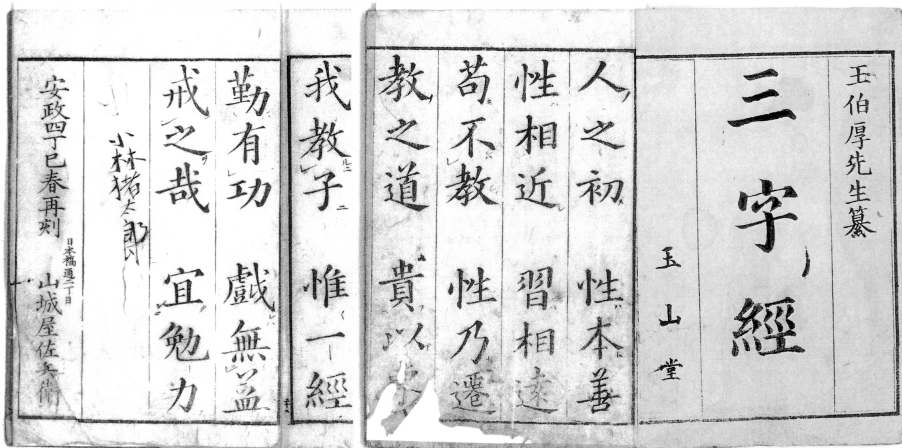 王伯厚先生纂
三字經
玉山堂
人之初 性本善
性相近 習相遠
苟不教 性乃遷
教之道 貴以
我教子 惟一經
勤有功 戲無益
戒之哉 宜勉力
小林猪太郎
安政四丁巳春再刻 日本橋通二丁目 山城屋佐兵衛